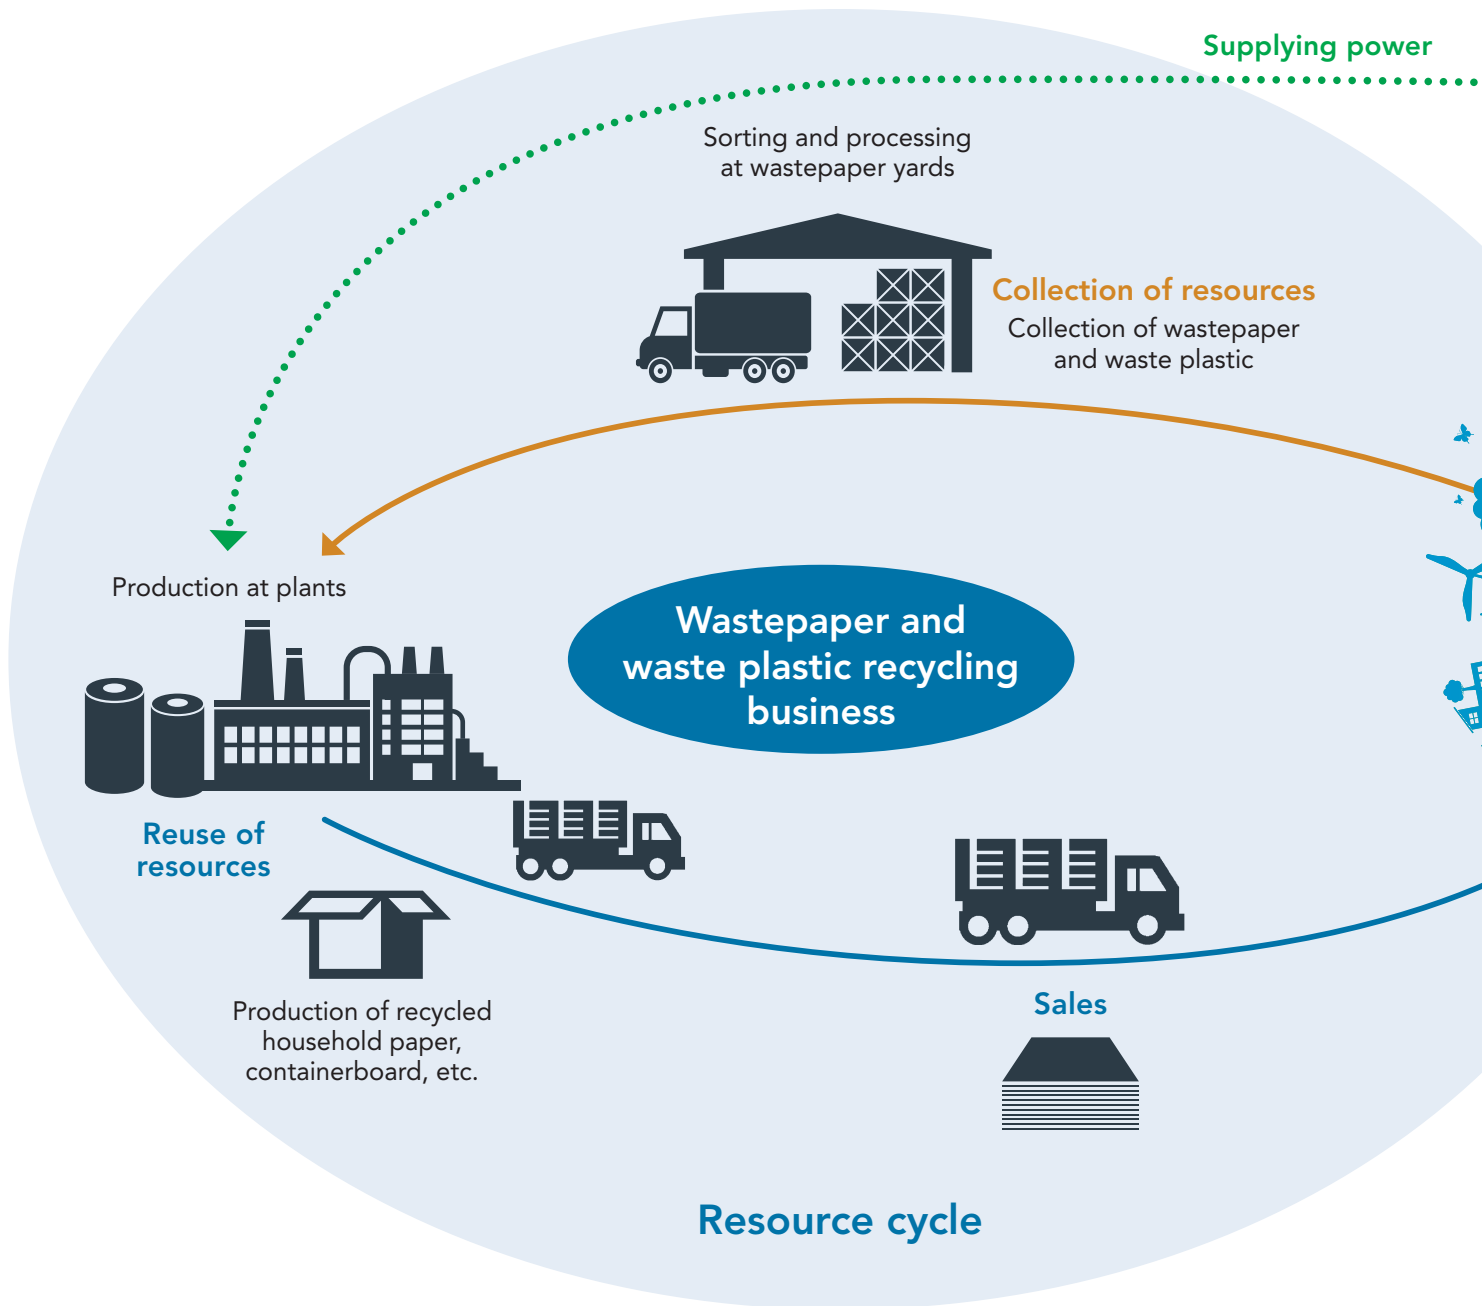 Supplying power
Sorting and processing
at wastepaper yards
Collection of resources
Collection of wastepaper
and waste plastic
Production at plants
Wastepaper and
waste plastic recycling
business
Reuse of
resources
Production of recycled
household paper,
containerboard, etc.
Sales
Resource cycle